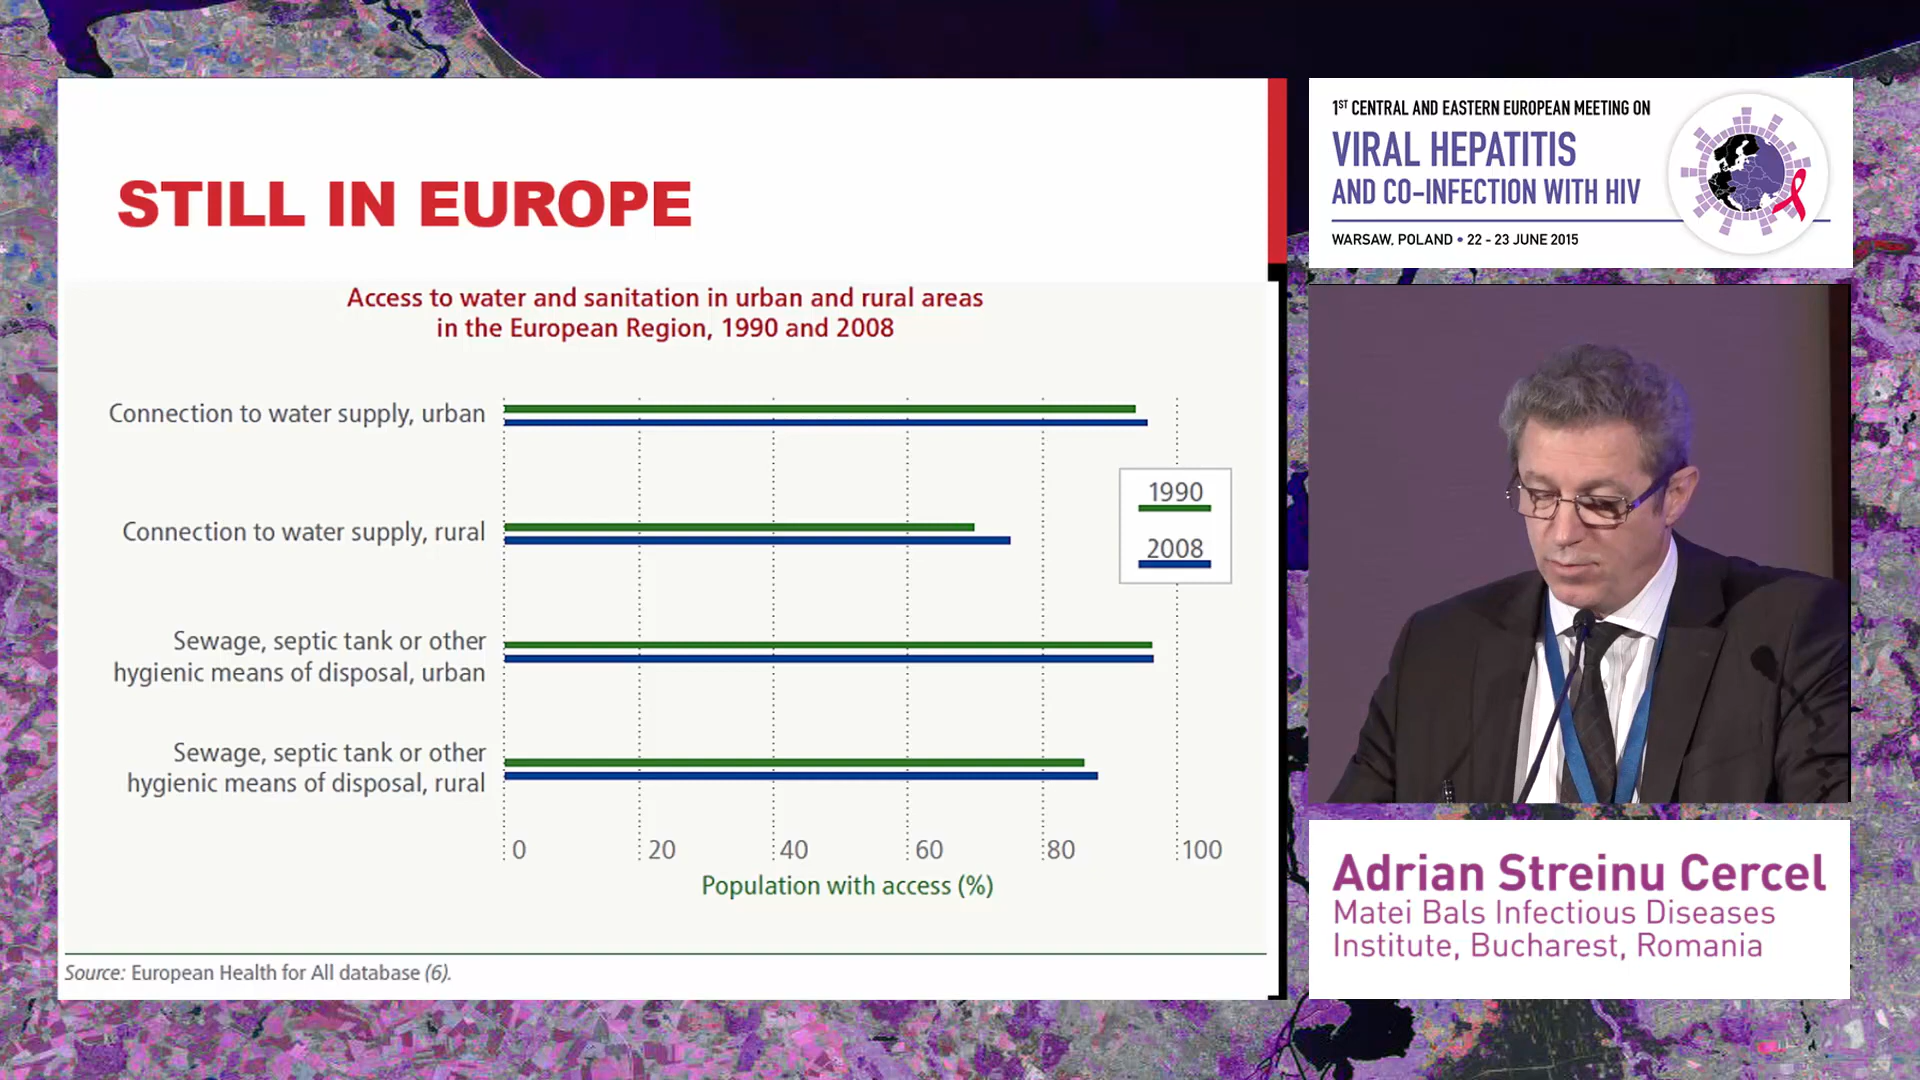 STILL IN EUROPE
Access to water and sanitation in urban and rural areas
in the European Region, 1990 and 2008
Connection to water supply, urban
Connection to water supply, rural
Sewage, septic tank or other
hygienic means of disposal, urban
Sewage, septic tank or other
hygienic means of disposal, rural
1990
2008
0 20 40 60 80 100
Population with access (%)
Source: European Health for All database (6).
1ST CENTRAL AND EASTERN EUROPEAN MEETING ON
VIRAL HEPATITIS
AND CO-INFECTION WITH HIV
WARSAW, POLAND • 22 - 23 JUNE 2015
Adrian Streinu Cercel
Matei Bals Infectious Diseases
Institute, Bucharest, Romania